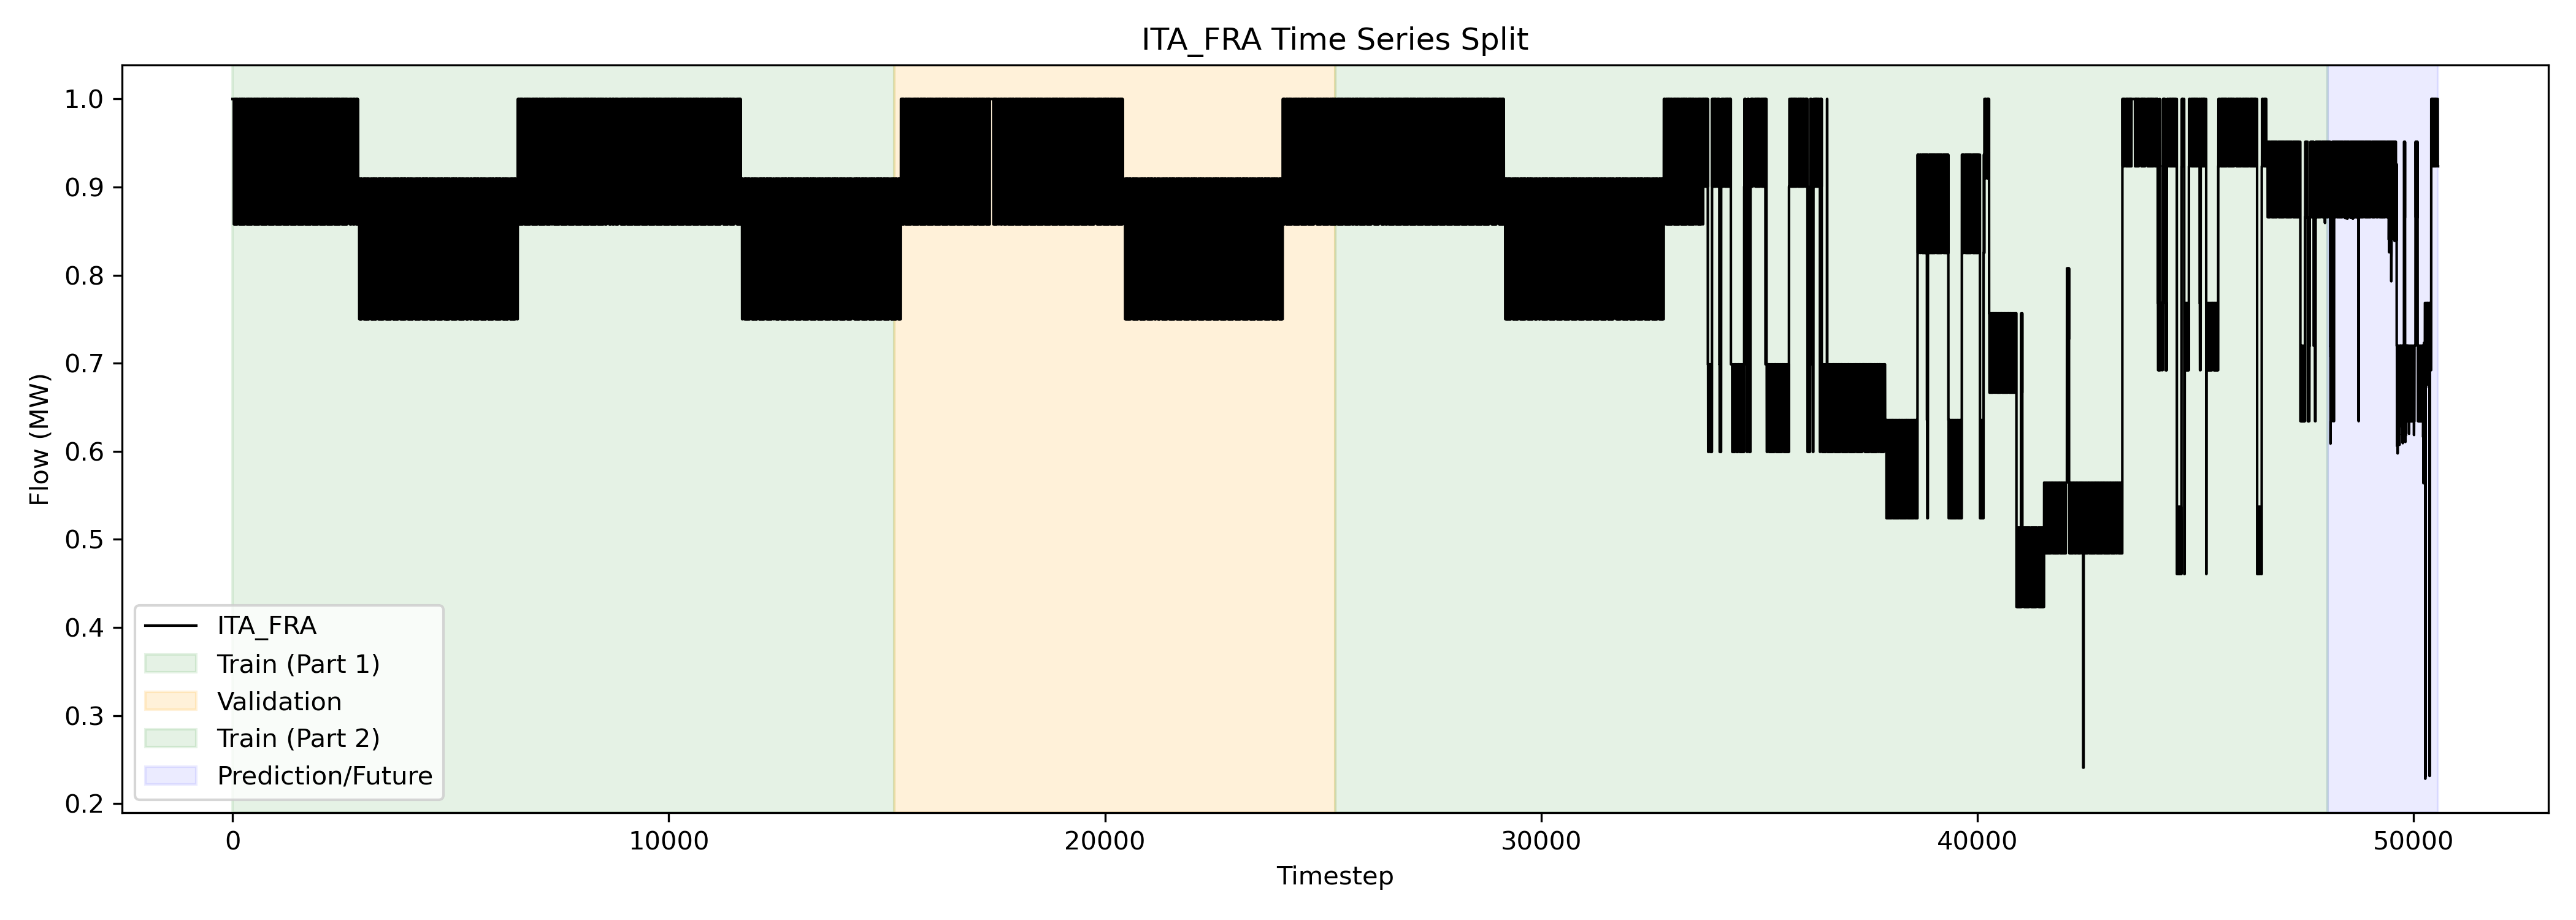 ITA_FRA Time Series Split
1.0
0.9
0.8
0.7
0.6
0.5
0.4
0.3
0.2
Flow (MW)
ITA_FRA
Train (Part 1)
Validation
Train (Part 2)
Prediction/Future
0
10000
20000
30000
40000
50000
Timestep